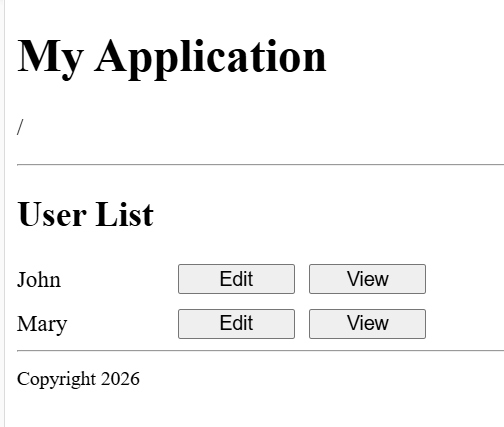 My Application
/
User List
John Edit View
Mary Edit View
Copyright 2026